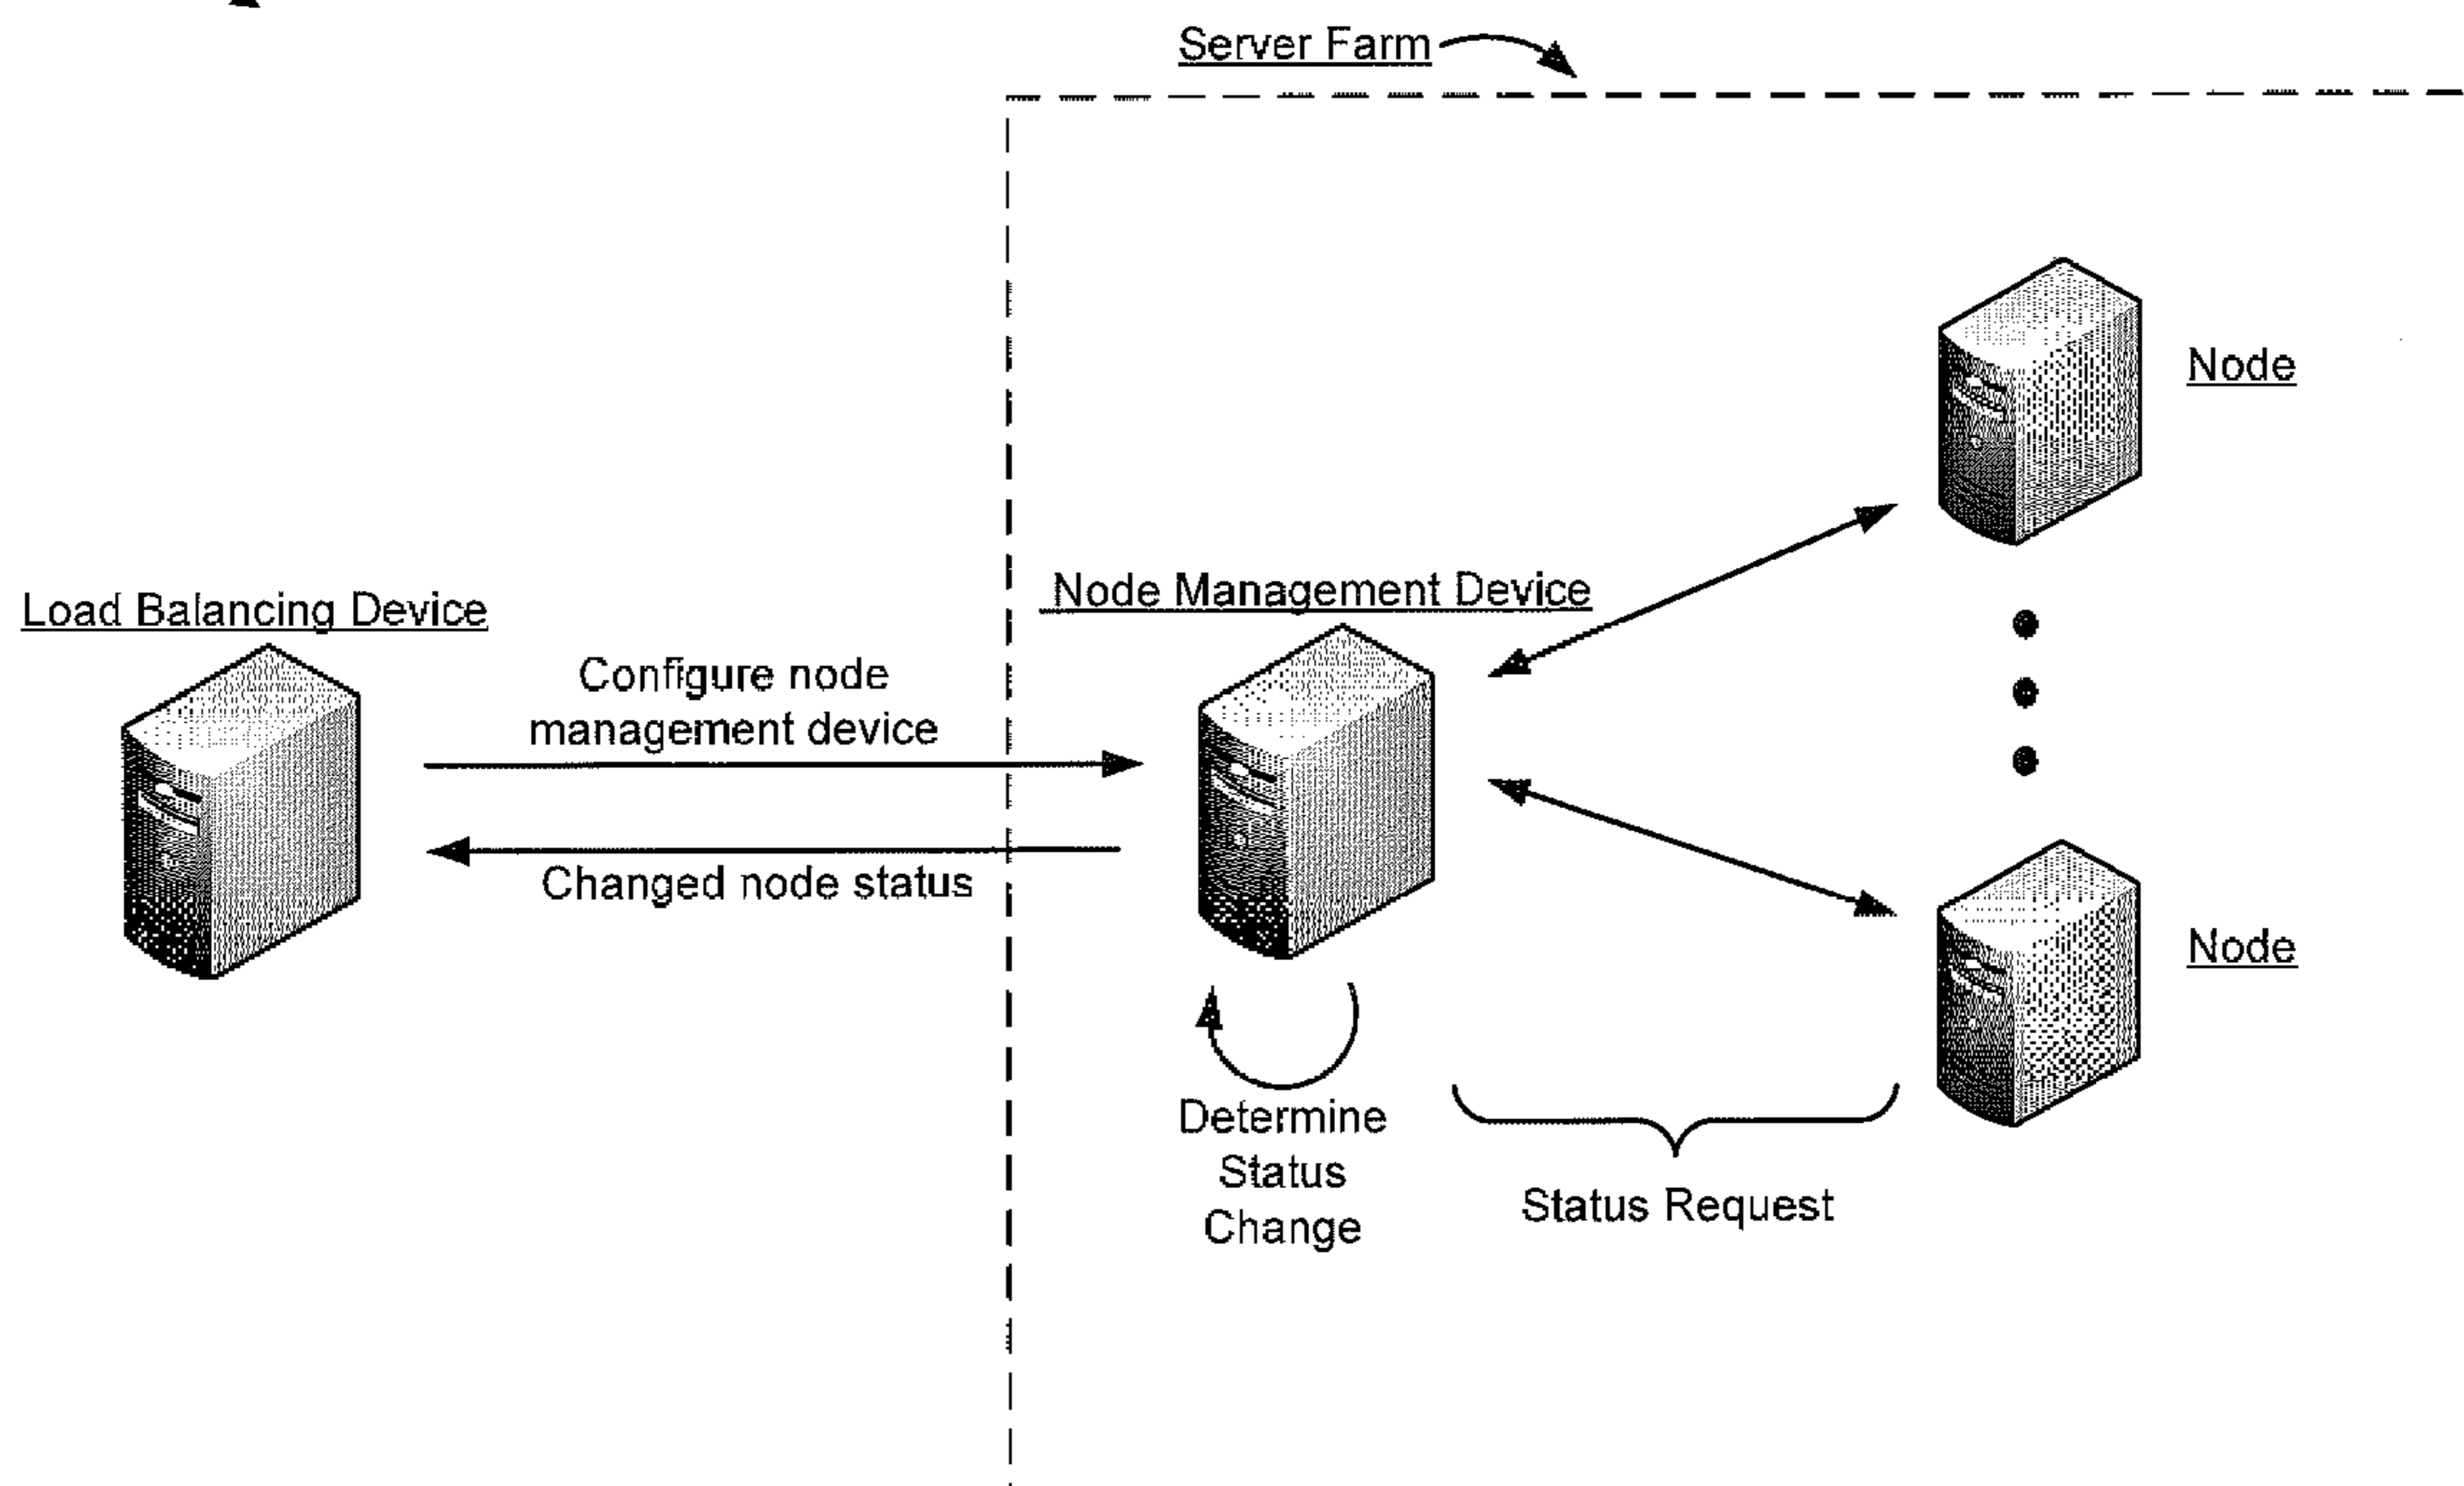 Server Farm
Node
Node Management Device
Load Balancing Device
Configure node
management device
Changed node status
Node
Determine
Status
Change
Status Request